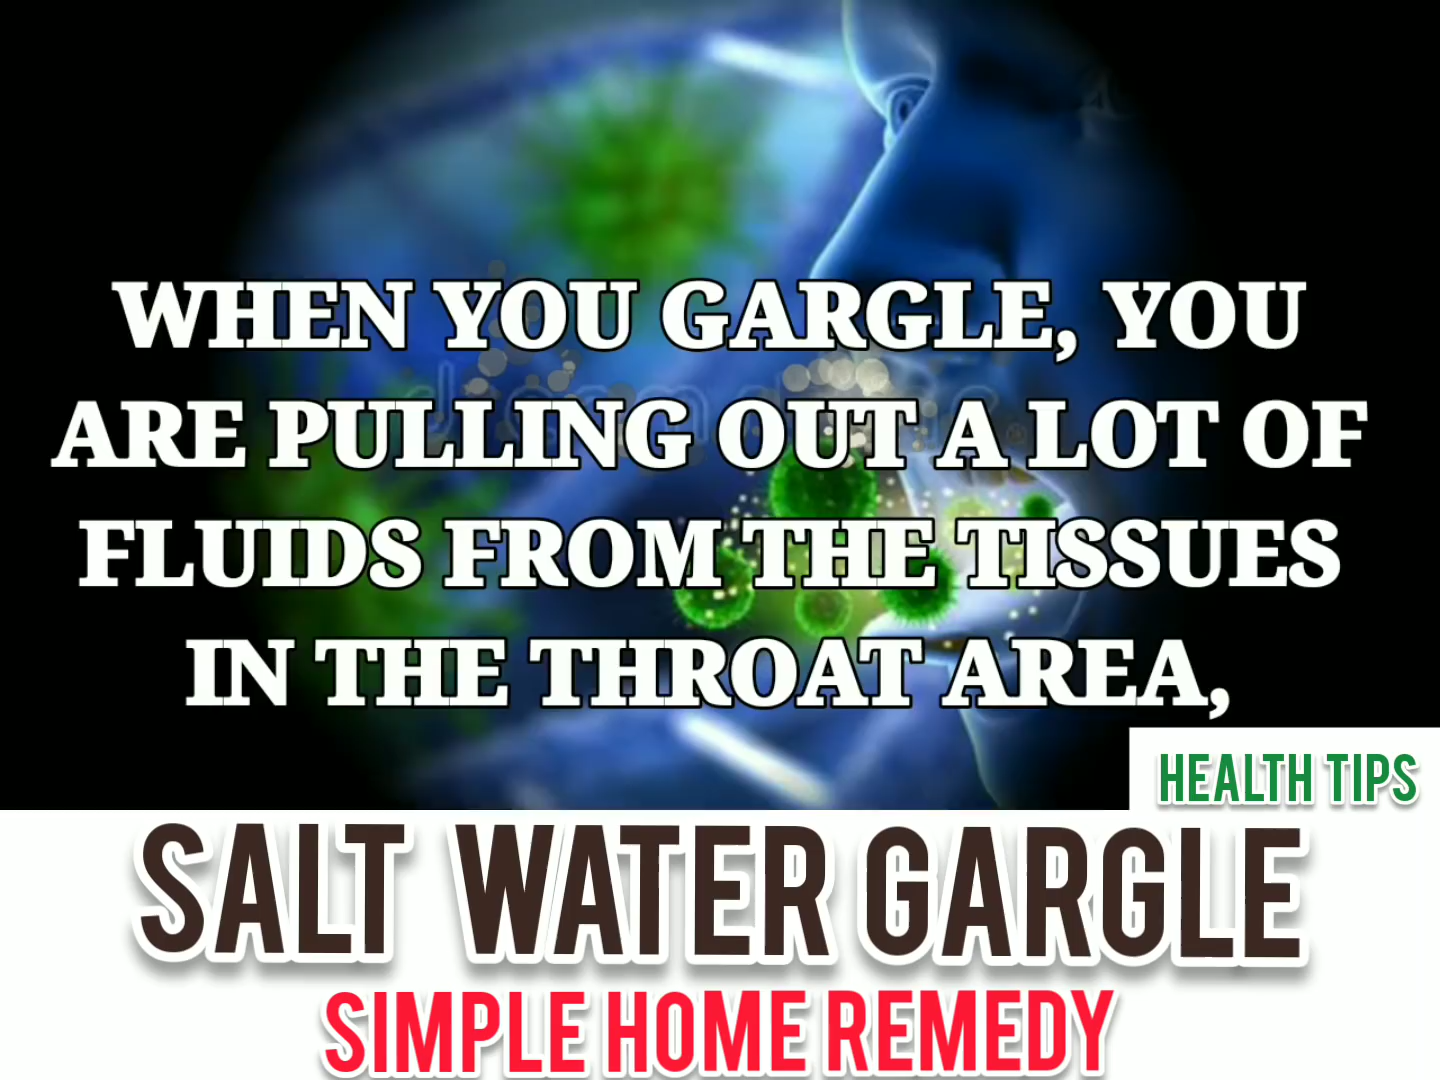 WHEN YOU GARGLE, YOU
ARE PULLING OUT A LOT OF
FLUIDS FROM THE TISSUES
IN THE THROAT AREA,
HEALTH TIPS
SALT WATER GARGLE
SIMPLE HOME REMEDY